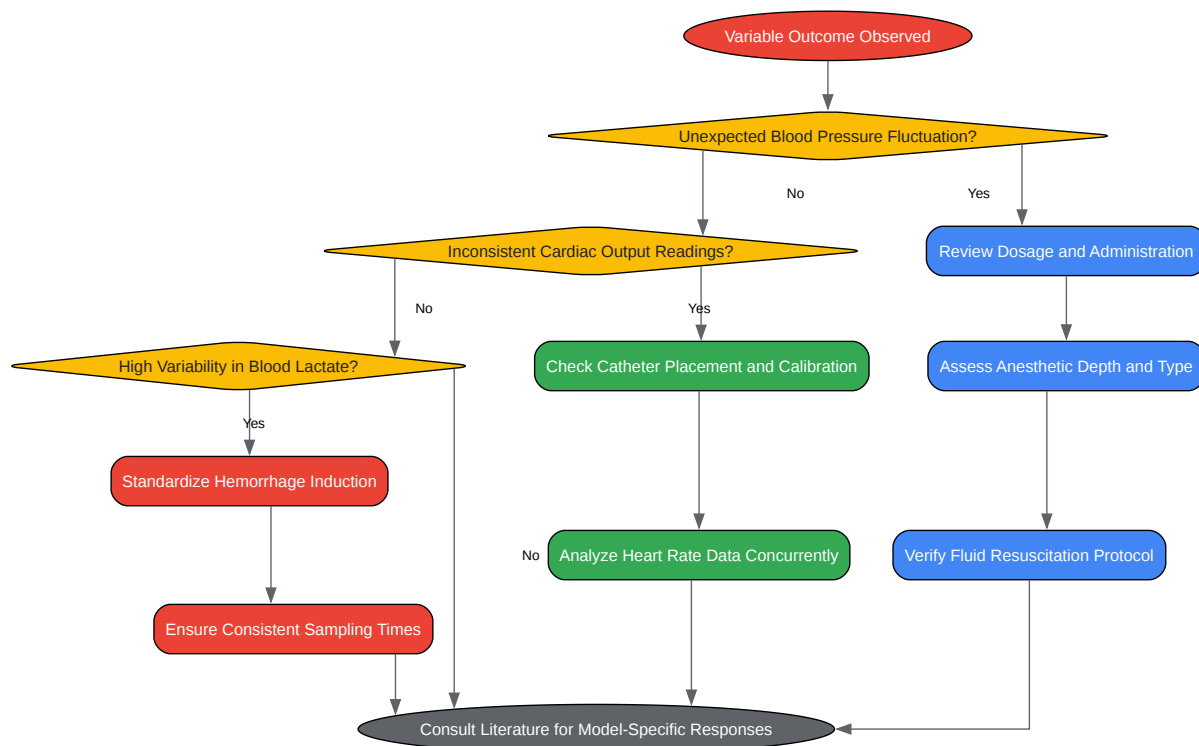 Variable Outcome Observed
Unexpected Blood Pressure Fluctuation?
No
Yes
Inconsistent Cardiac Output Readings?
Review Dosage and Administration
No
Yes
High Variability in Blood Lactate?
Check Catheter Placement and Calibration
Assess Anesthetic Depth and Type
Yes
Standardize Hemorrhage Induction
No
Analyze Heart Rate Data Concurrently
Verify Fluid Resuscitation Protocol
Ensure Consistent Sampling Times
Consult Literature for Model-Specific Responses